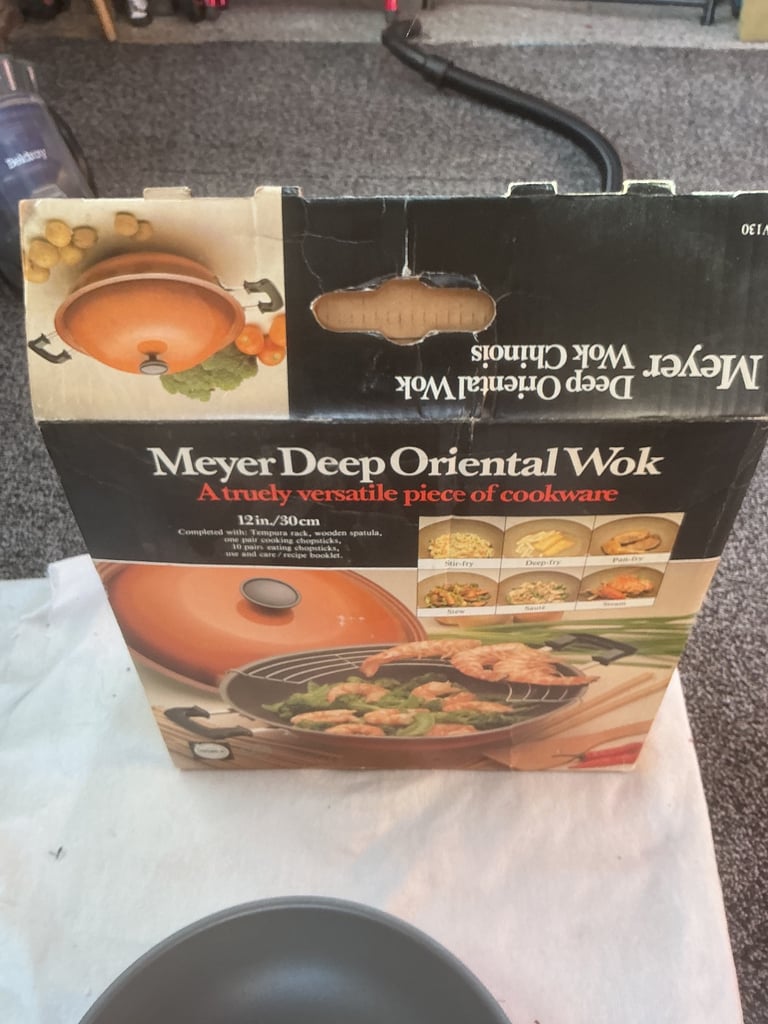 Beldray
V130
Meyer Deep Oriental Wok
Wok Chinois
Meyer Deep Oriental Wok
A truely versatile piece of cookware
12in./30cm
Completed with: Tempura rack, wooden spatula,
one pair cooking chopsticks,
10 pairs eating chopsticks,
use and care / recipe booklet.
Stir-fry Deep-fry Pan-fry
Stew Sauté Steam